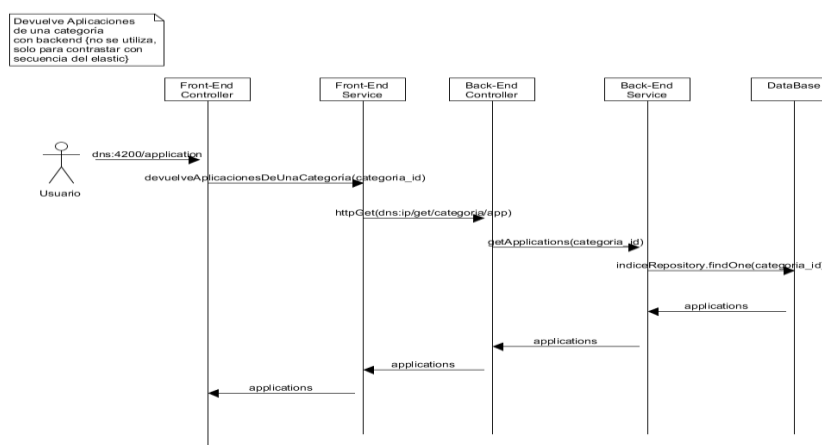 Devuelve Aplicaciones
de una categoría
con backend {no se utiliza,
solo para contrastar con
secuencia del elastic}
Front-End
Controller
Front-End
Service
Back-End
Controller
Back-End
Service
DataBase
Usuario
dns:4200/application
devuelveAplicacionesDeUnaCategoria(categoria_id)
httpGet(dns:ip/get/categoria/app)
getApplications(categoria_id)
indiceRepository.findOne(categoria_id)
applications
applications
applications
applications